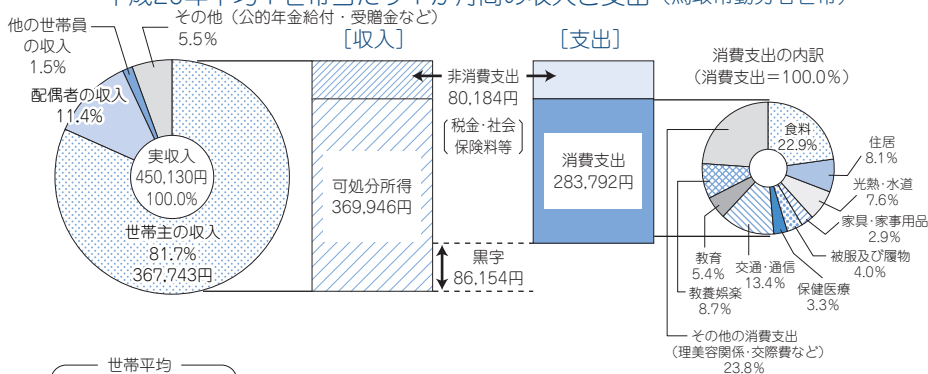 他の世帯員
の収入
1.5%
その他（公的年金給付・受贈金など）
5.5%
配偶者の収入
11.4%
実収入
450,130円
100.0%
世帯主の収入
81.7%
367,743円
[収入]
[支出]
非消費支出
80,184円
税金・社会
保険料等
可処分所得
369,946円
消費支出
283,792円
黒字
86,154円
消費支出の内訳
（消費支出＝100.0%）
食料
22.9%
住居
8.1%
光熱・水道
7.6%
家具・家事用品
2.9%
被服及び履物
4.0%
保健医療
3.3%
交通・通信
13.4%
教育
5.4%
教養娯楽
8.7%
その他の消費支出
（理美容関係・交際費など）
23.8%
世帯平均